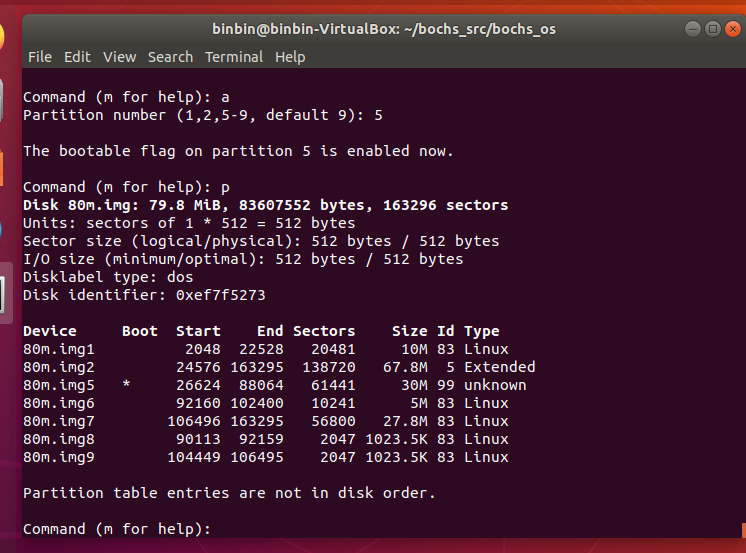 binbin@binbin-VirtualBox: ~/bochs_src/bochs_os
File Edit View Search Terminal Help
Command (m for help): a
Partition number (1,2,5-9, default 9): 5
The bootable flag on partition 5 is enabled now.
Command (m for help): p
Disk 80m.img: 79.8 MiB, 83607552 bytes, 163296 sectors
Units: sectors of 1 * 512 = 512 bytes
Sector size (logical/physical): 512 bytes / 512 bytes
I/O size (minimum/optimal): 512 bytes / 512 bytes
Disklabel type: dos
Disk identifier: 0xef7f5273
Device     Boot  Start    End Sectors    Size Id Type
80m.img1          2048  22528   20481     10M 83 Linux
80m.img2         24576 163295  138720   67.8M  5 Extended
80m.img5   *     26624  88064   61441     30M 99 unknown
80m.img6         92160 102400   10241      5M 83 Linux
80m.img7        106496 163295   56800   27.8M 83 Linux
80m.img8         90113  92159    2047 1023.5K 83 Linux
80m.img9        104449 106495    2047 1023.5K 83 Linux
Partition table entries are not in disk order.
Command (m for help):